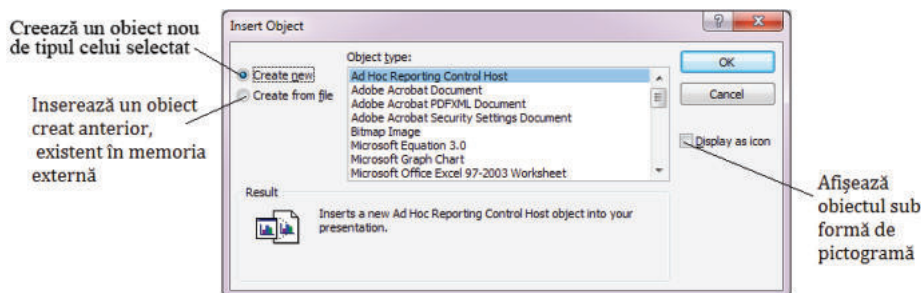 Creează un obiect nou
de tipul celui selectat
Inserează un obiect
creat anterior,
existent în memoria
externă
Insert Object
Create new
Create from file
Object type:
Ad Hoc Reporting Control Host
Adobe Acrobat Document
Adobe Acrobat PDFXML Document
Adobe Acrobat Security Settings Document
Bitmap Image
Microsoft Equation 3.0
Microsoft Graph Chart
Microsoft Office Excel 97-2003 Worksheet
OK
Cancel
Display as icon
Result
Inserts a new Ad Hoc Reporting Control Host object into your
presentation.
Afișează
obiectul sub
formă de
pictogramă